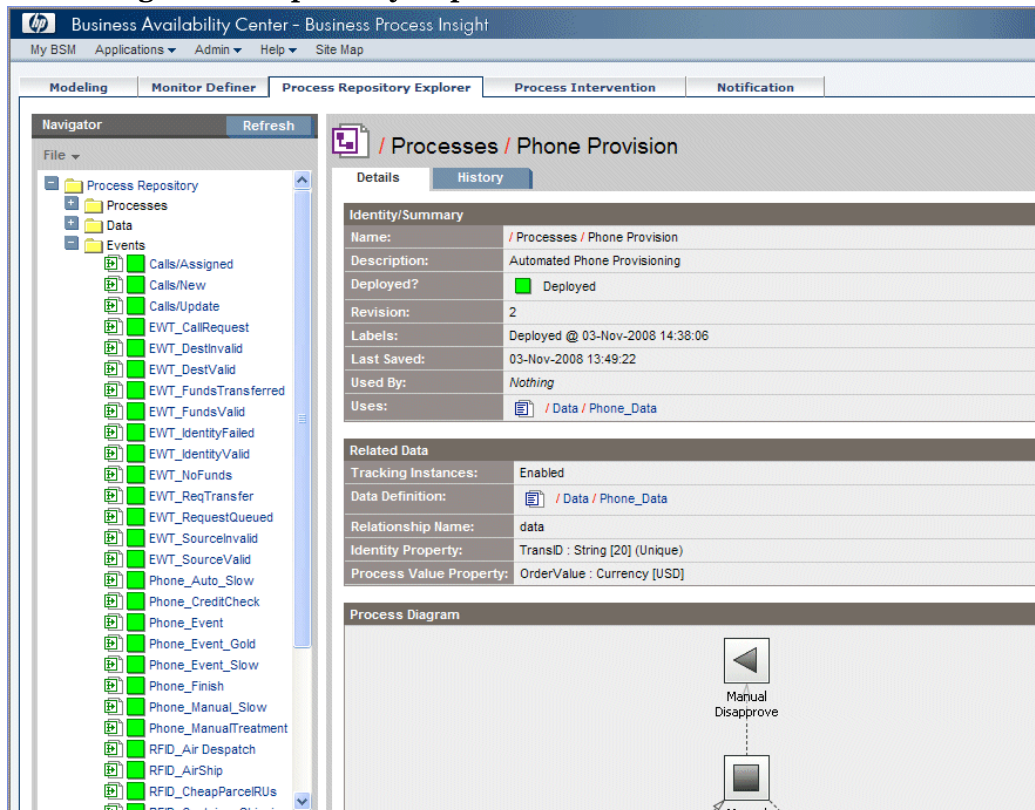 hp Business Availability Center - Business Process Insight
My BSM Applications Admin Help Site Map
Modeling Monitor Definer Process Repository Explorer Process Intervention Notification
Navigator Refresh
File
Process Repository
Processes
Data
Events
Calls/Assigned
Calls/New
Calls/Update
EWT_CallRequest
EWT_DestInvalid
EWT_DestValid
EWT_FundsTransferred
EWT_FundsValid
EWT_IdentityFailed
EWT_IdentityValid
EWT_NoFunds
EWT_ReqTransfer
EWT_RequestQueued
EWT_SourceInvalid
EWT_SourceValid
Phone_Auto_Slow
Phone_CreditCheck
Phone_Event
Phone_Event_Gold
Phone_Event_Slow
Phone_Finish
Phone_Manual_Slow
Phone_ManualTreatment
RFID_Air Despatch
RFID_AirShip
RFID_CheapParcelRUs
/ Processes / Phone Provision
Details History
Identity/Summary
Name: / Processes / Phone Provision
Description: Automated Phone Provisioning
Deployed? Deployed
Revision: 2
Labels: Deployed @ 03-Nov-2008 14:38:06
Last Saved: 03-Nov-2008 13:49:22
Used By: Nothing
Uses: / Data / Phone_Data
Related Data
Tracking Instances: Enabled
Data Definition: / Data / Phone_Data
Relationship Name: data
Identity Property: TransID : String [20] (Unique)
Process Value Property: OrderValue : Currency [USD]
Process Diagram
Manual
Disapprove